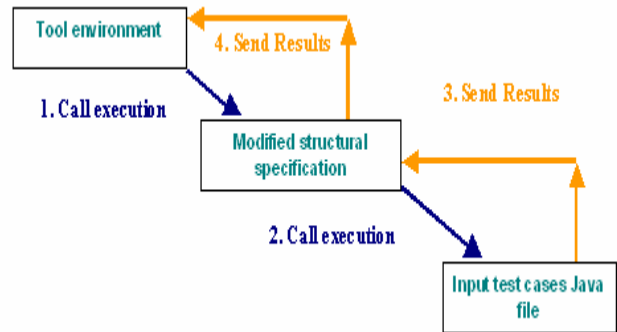 Tool environment
4. Send Results
3. Send Results
1. Call execution
Modified structural
specification
2. Call execution
Input test cases Java
file